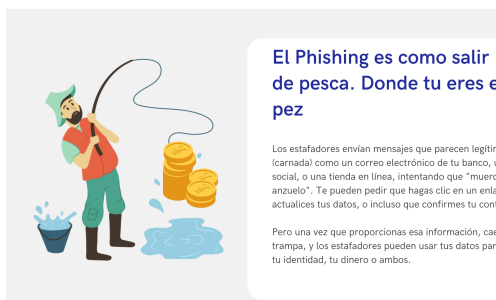 El Phishing es como salir
de pesca. Donde tu eres e
pez
Los estafadores envían mensajes que parecen legíti
(carnada) como un correo electrónico de tu banco, u
social, o una tienda en línea, intentando que "muerd
anzuelo". Te pueden pedir que hagas clic en un enla
actualices tus datos, o incluso que confirmes tu cont
Pero una vez que proporcionas esa información, cae
trampa, y los estafadores pueden usar tus datos par
tu identidad, tu dinero o ambos.